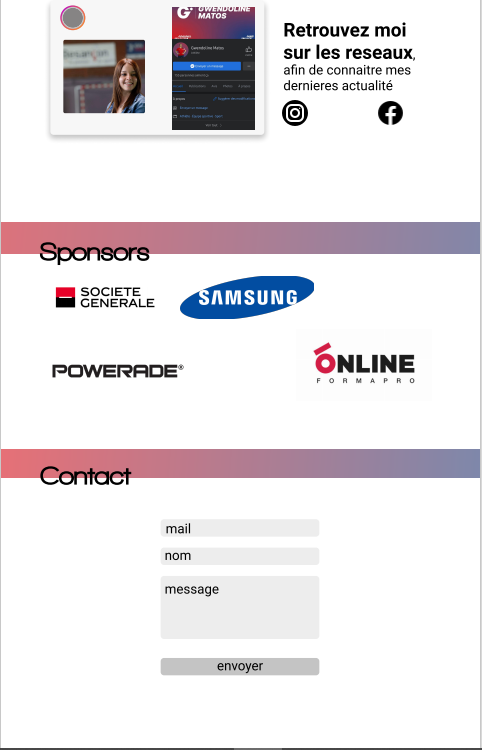 GWENDOLINE
MATOS
Gwendoline Matos
Retrouvez moi
sur les reseaux,
afin de connaitre mes
dernieres actualité
Sponsors
SOCIETE
GENERALE
SAMSUNG
POWERADE®
ÓNLINE
FORMAPRO
Contact
mail
nom
message
envoyer